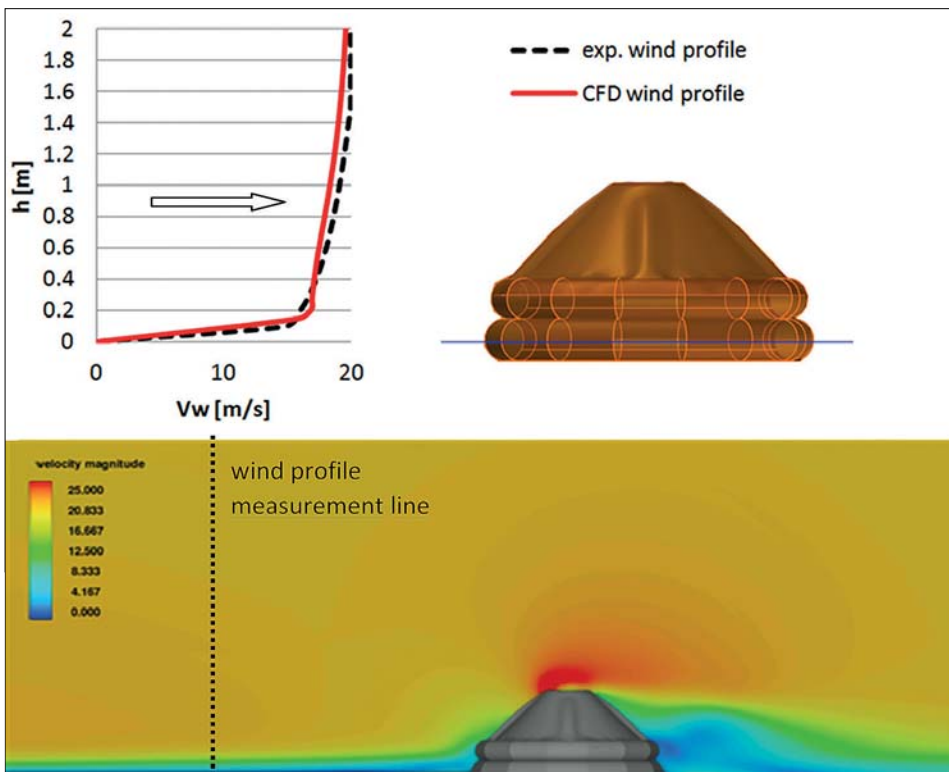 2
1.8
1.6
1.4
1.2
1
0.8
0.6
0.4
0.2
0
h [m]
0 10 20
Vw [m/s]
exp. wind profile
CFD wind profile
velocity magnitude
25.000
20.833
16.667
12.500
8.333
4.167
0.000
wind profile
measurement line